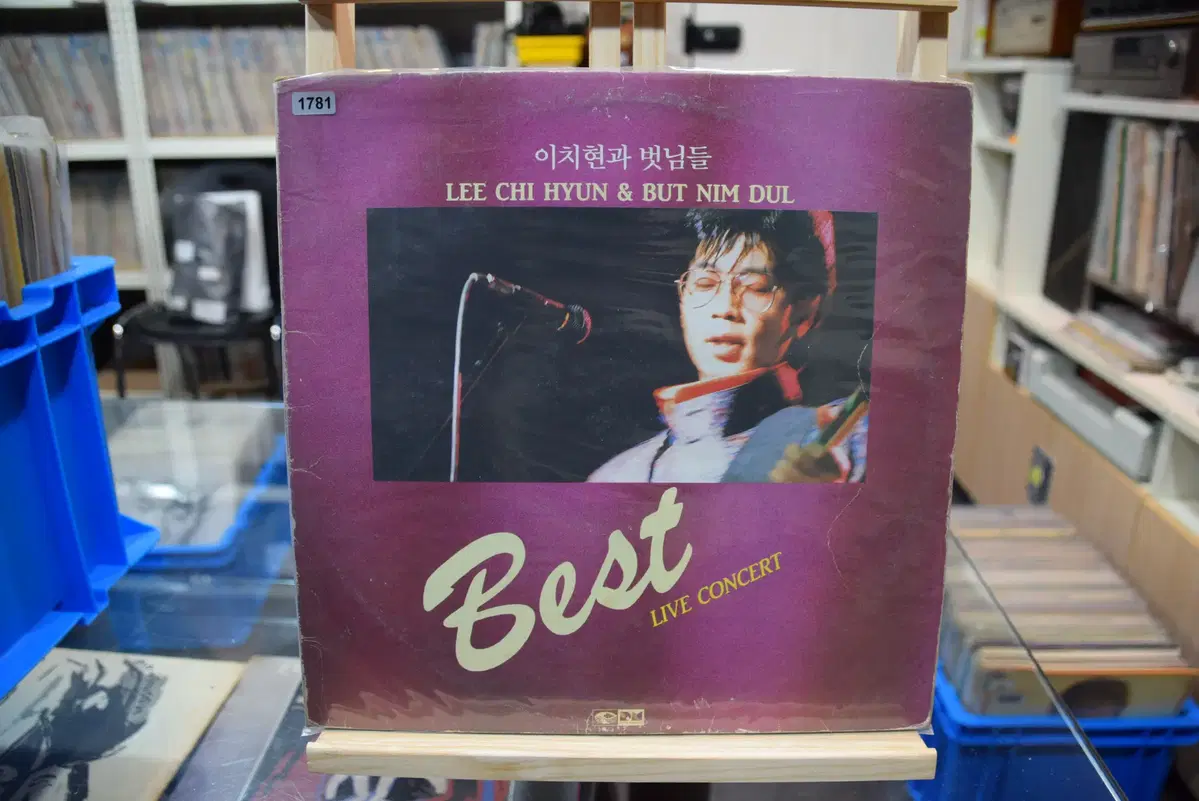 1781
이치현과 벗님들
LEE CHI HYUN & BUT NIM DUL
Best
LIVE CONCERT